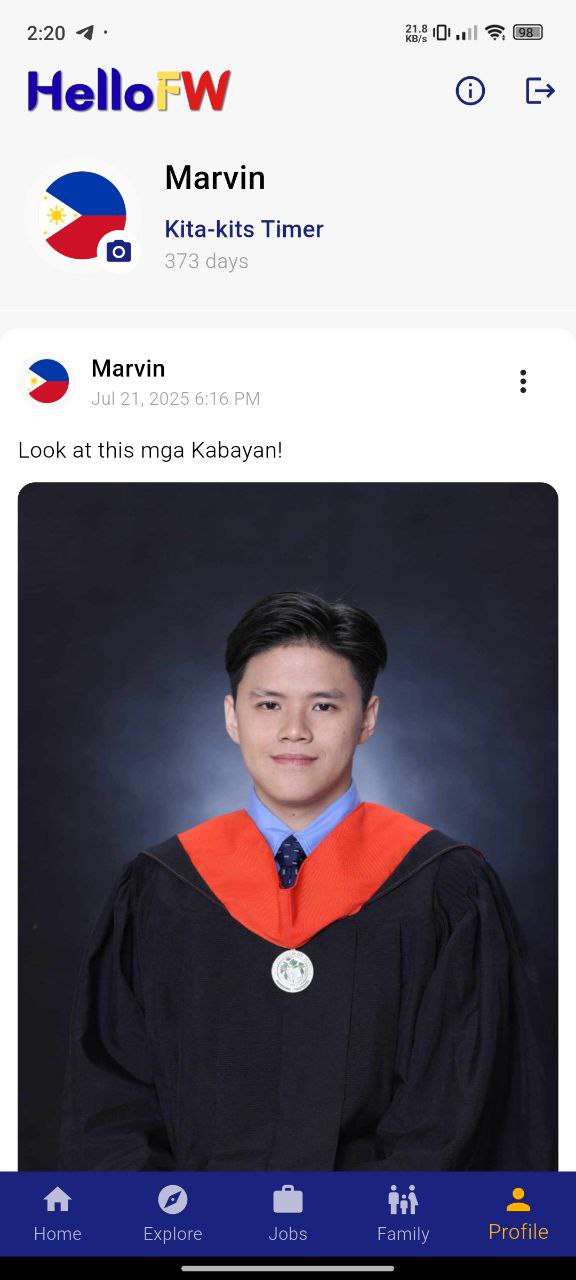 2:20
21.8
KB/s
98
HelloFW
Marvin
Kita-kits Timer
373 days
Marvin
Jul 21, 2025 6:16 PM
Look at this mga Kabayan!
Home
Explore
Jobs
Family
Profile